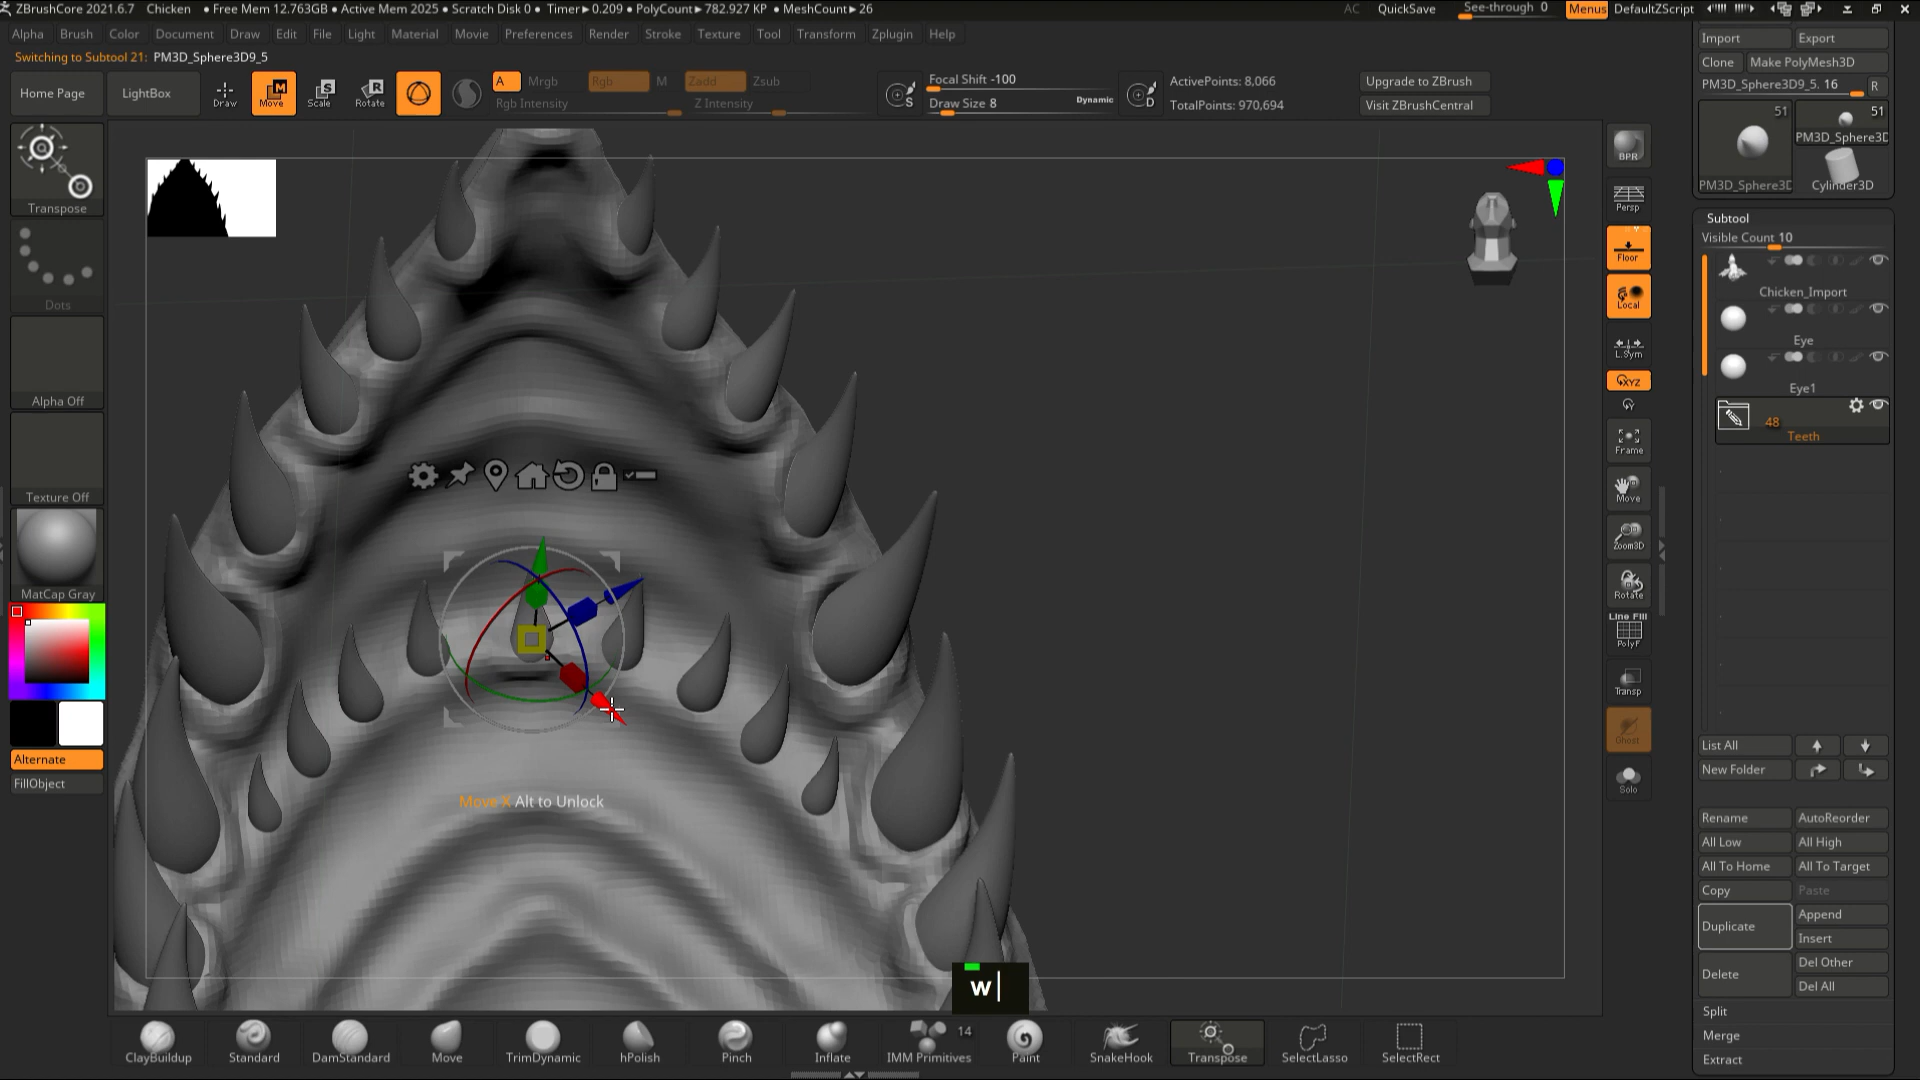 ZBrushCore 2021.6.7 Chicken • Free Mem 12.763GB • Active Mem 2025 • Scratch Disk 0 • Timer▶0.209 • PolyCount▶782.927 KP • MeshCount▶26 AC QuickSave See-through 0 Menus DefaultZScript
Alpha Brush Color Document Draw Edit File Light Material Movie Preferences Render Stroke Texture Tool Transform Zplugin Help
Switching to Subtool 21: PM3D_Sphere3D9_5
Home Page LightBox Draw Move Scale Rotate A Mrgb Rgb M Zadd Zsub
Rgb Intensity Z Intensity
Focal Shift -100
Draw Size 8 Dynamic
S D
ActivePoints: 8,066
TotalPoints: 970,694
Upgrade to ZBrush
Visit ZBrushCentral
Transpose
Dots
Alpha Off
Texture Off
MatCap Gray
Alternate
FillObject
Move X Alt to Unlock
w
BPR
Persp
Floor
Local
L.Sym
XYZ
Y
Frame
Move
Zoom3D
Rotate
Line Fill
PolyF
Transp
Ghost
Solo
Import Export
Clone Make PolyMesh3D
PM3D_Sphere3D9_5. 16 R
51 51
PM3D_Sphere3D
PM3D_Sphere3D Cylinder3D
Subtool
Visible Count 10
Chicken_Import
Eye
Eye1
48
Teeth
List All
New Folder
Rename AutoReorder
All Low All High
All To Home All To Target
Copy Paste
Duplicate Append
Insert
Delete Del Other
Del All
Split
Merge
Extract
ClayBuildup Standard DamStandard Move TrimDynamic hPolish Pinch Inflate IMM Primitives 14 Paint SnakeHook Transpose SelectLasso SelectRect